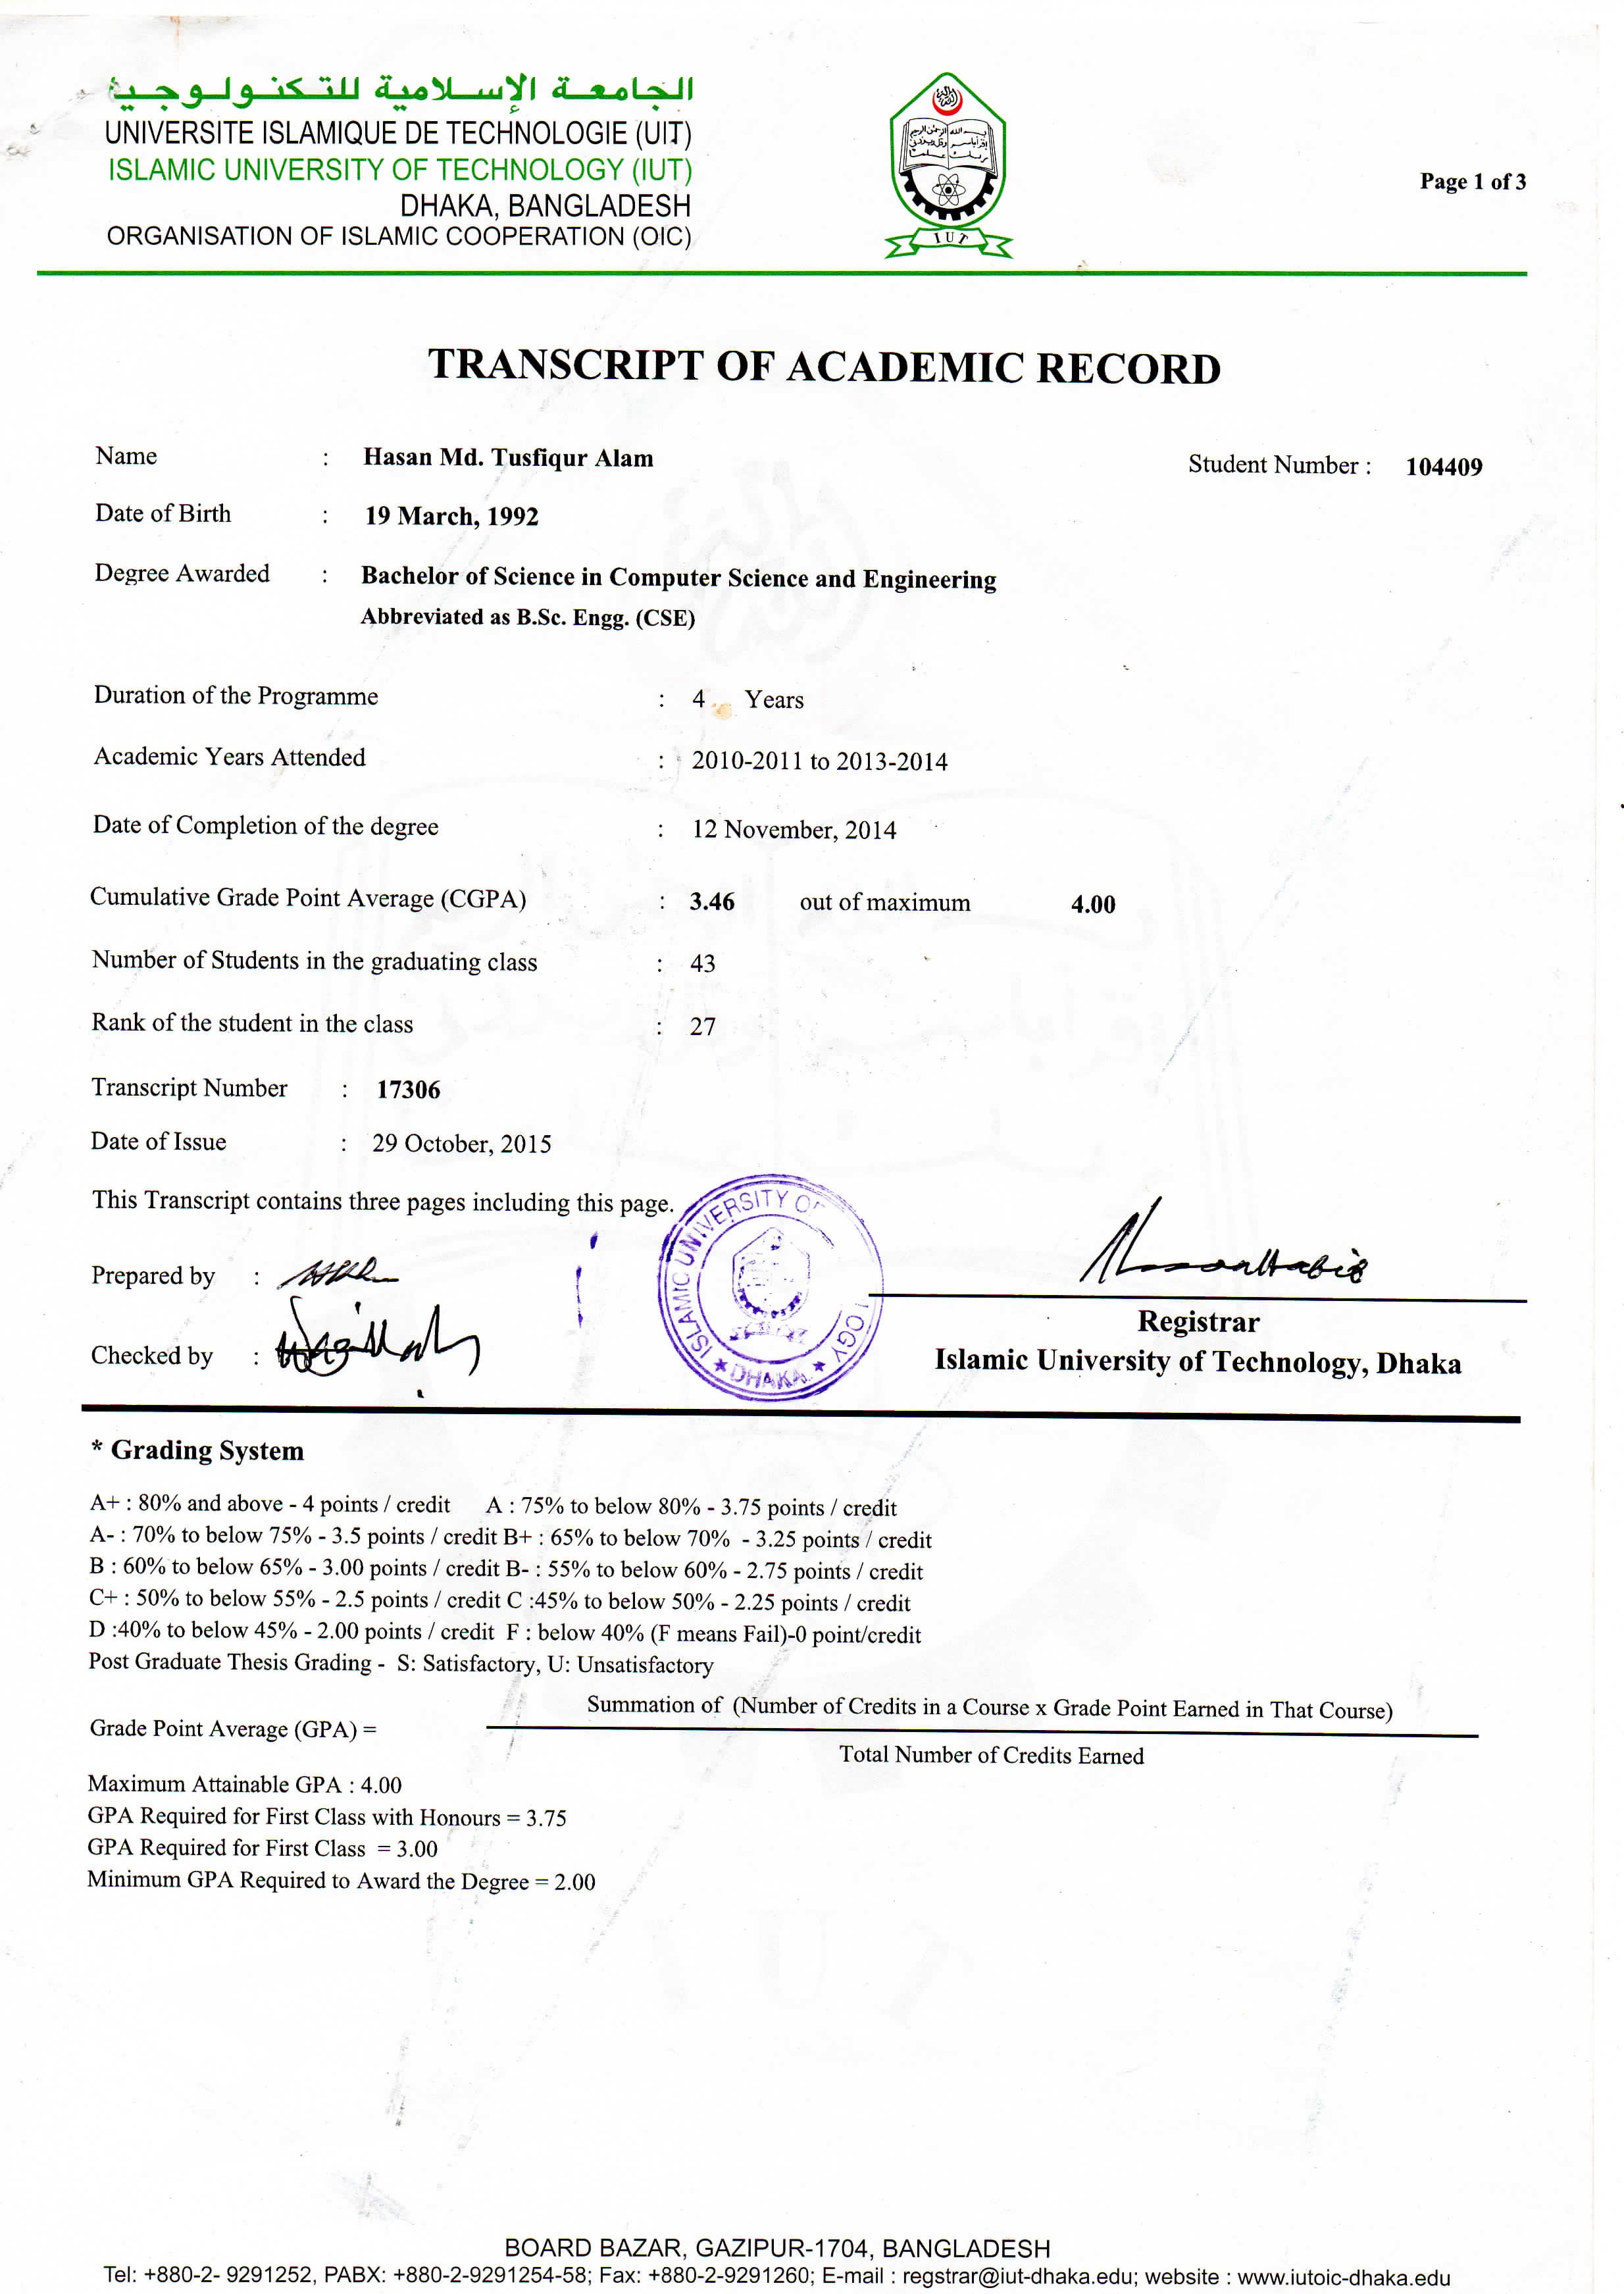 الجامعة الإسلامية للتكنولوجيا
UNIVERSITE ISLAMIQUE DE TECHNOLOGIE (UIT)
ISLAMIC UNIVERSITY OF TECHNOLOGY (IUT)
DHAKA, BANGLADESH
ORGANISATION OF ISLAMIC COOPERATION (OIC)
IUT
Page 1 of 3
TRANSCRIPT OF ACADEMIC RECORD
Name : Hasan Md. Tusfiqur Alam Student Number : 104409
Date of Birth : 19 March, 1992
Degree Awarded : Bachelor of Science in Computer Science and Engineering
Abbreviated as B.Sc. Engg. (CSE)
Duration of the Programme : 4 Years
Academic Years Attended : 2010-2011 to 2013-2014
Date of Completion of the degree : 12 November, 2014
Cumulative Grade Point Average (CGPA) : 3.46 out of maximum 4.00
Number of Students in the graduating class : 43
Rank of the student in the class : 27
Transcript Number : 17306
Date of Issue : 29 October, 2015
This Transcript contains three pages including this page.
ISLAMIC UNIVERSITY OF
DHAKA
Prepared by :
Checked by :
Registrar
Islamic University of Technology, Dhaka
* Grading System
A+ : 80% and above - 4 points / credit A : 75% to below 80% - 3.75 points / credit
A- : 70% to below 75% - 3.5 points / credit B+ : 65% to below 70% - 3.25 points / credit
B : 60% to below 65% - 3.00 points / credit B- : 55% to below 60% - 2.75 points / credit
C+ : 50% to below 55% - 2.5 points / credit C :45% to below 50% - 2.25 points / credit
D :40% to below 45% - 2.00 points / credit F : below 40% (F means Fail)-0 point/credit
Post Graduate Thesis Grading - S: Satisfactory, U: Unsatisfactory
Summation of (Number of Credits in a Course x Grade Point Earned in That Course)
Grade Point Average (GPA) =
Total Number of Credits Earned
Maximum Attainable GPA : 4.00
GPA Required for First Class with Honours = 3.75
GPA Required for First Class = 3.00
Minimum GPA Required to Award the Degree = 2.00
BOARD BAZAR, GAZIPUR-1704, BANGLADESH
Tel: +880-2- 9291252, PABX: +880-2-9291254-58; Fax: +880-2-9291260; E-mail : regstrar@iut-dhaka.edu; website : www.iutoic-dhaka.edu